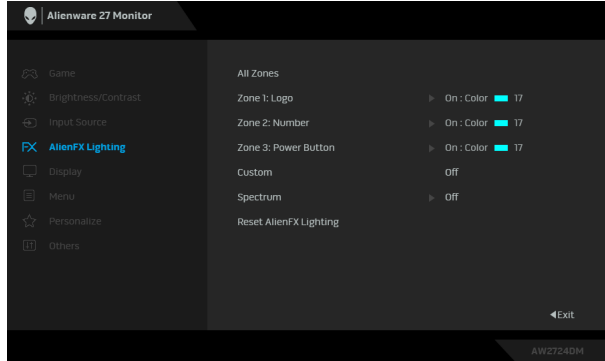 Alienware 27 Monitor
Game
Brightness/Contrast
Input Source
FX AlienFX Lighting
Display
Menu
Personalize
Others
All Zones
Zone 1: Logo On : Color 17
Zone 2: Number On : Color 17
Zone 3: Power Button On : Color 17
Custom Off
Spectrum Off
Reset AlienFX Lighting
Exit
AW2724DM